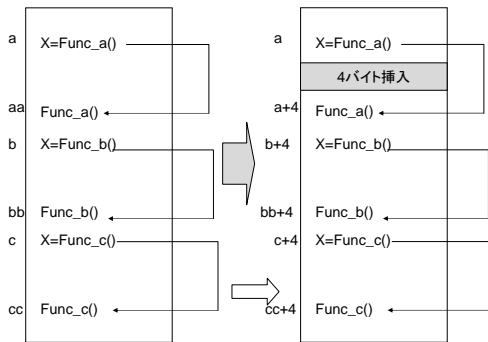 a X=Func_a()
aa Func_a()
b X=Func_b()
bb Func_b()
c X=Func_c()
cc Func_c()
a X=Func_a()
4バイト挿入
a+4 Func_a()
b+4 X=Func_b()
bb+4 Func_b()
c+4 X=Func_c()
cc+4 Func_c()